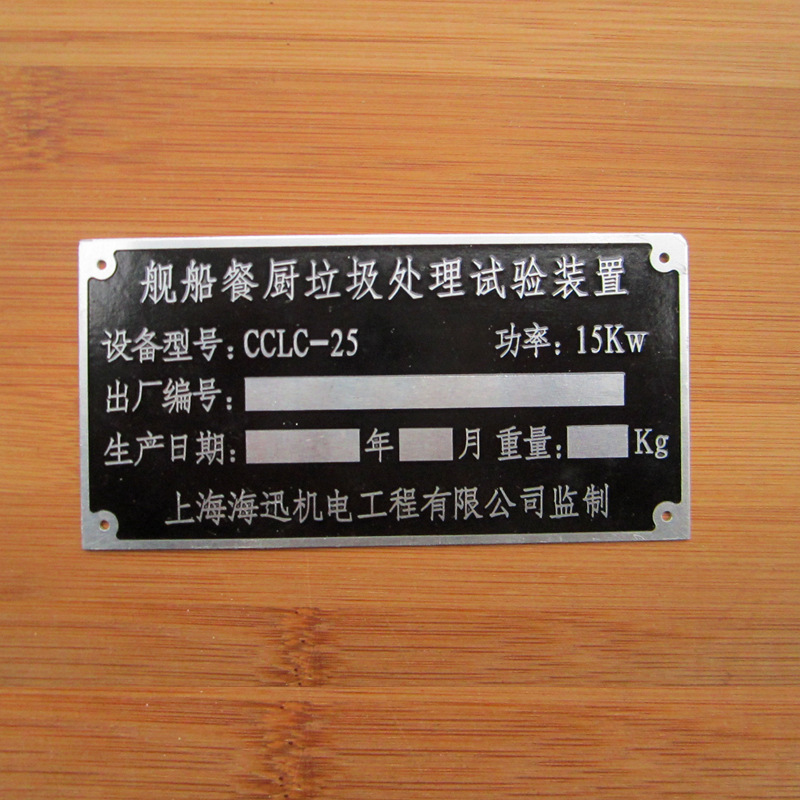 舰船餐厨垃圾处理试验装置
设备型号：CCLC-25 功率：15Kw
出厂编号：
生产日期： 年 月 重量： Kg
上海海迅机电工程有限公司监制